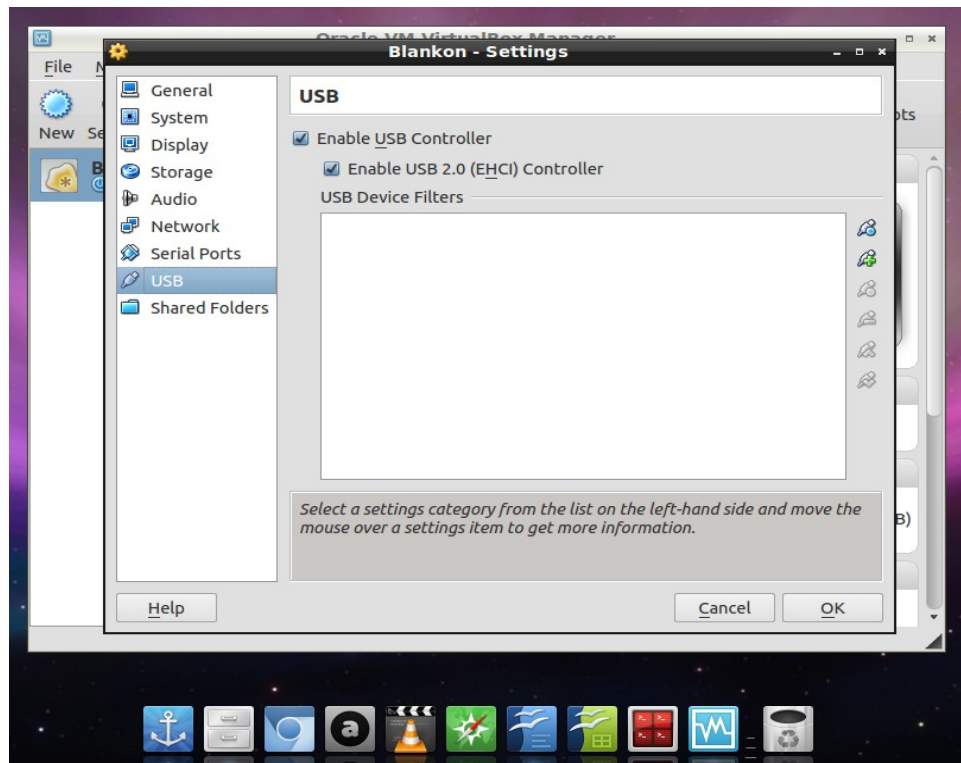 Oracle VM VirtualBox Manager
Blankon - Settings
File
New
General
System
Display
Storage
Audio
Network
Serial Ports
USB
Shared Folders
USB
Enable USB Controller
Enable USB 2.0 (EHCI) Controller
USB Device Filters
Select a settings category from the list on the left-hand side and move the
mouse over a settings item to get more information.
B)
Help
Cancel
OK
a